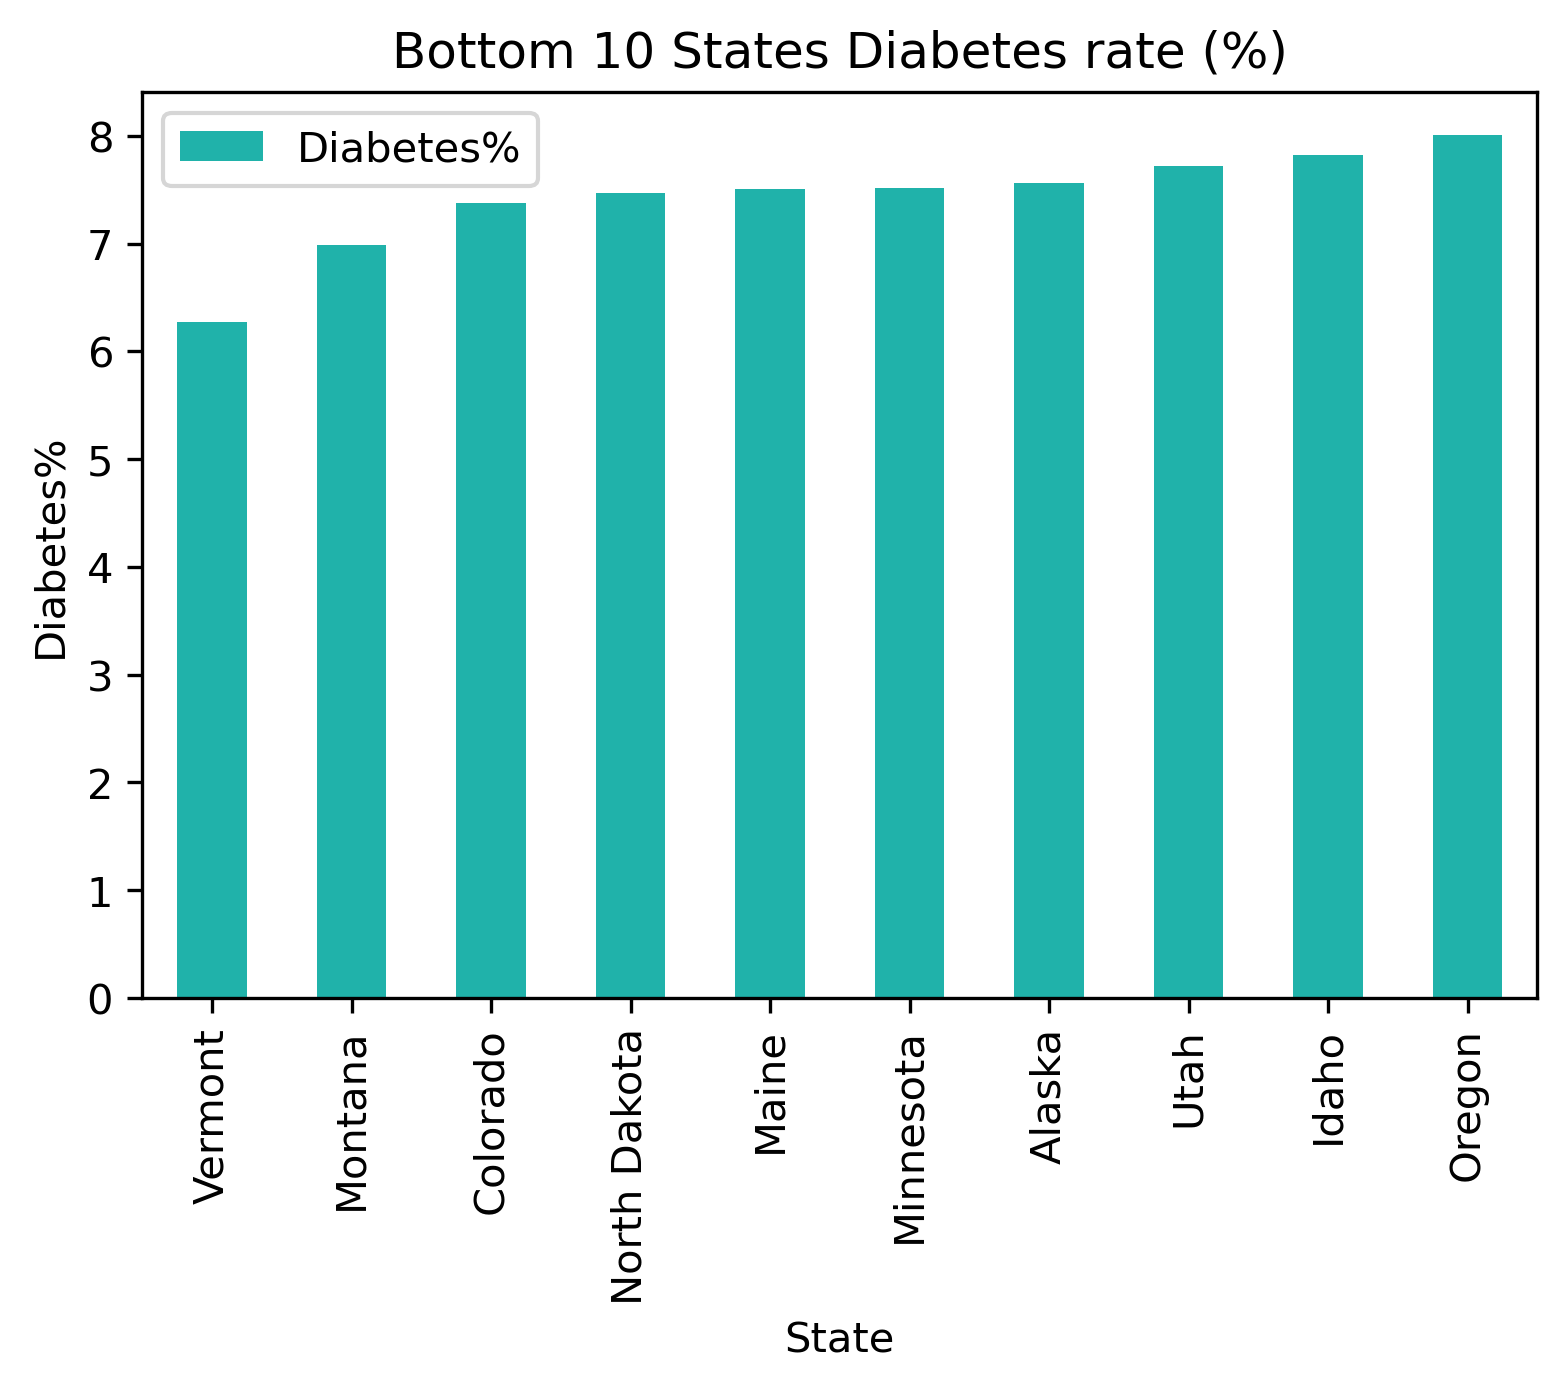 Bottom 10 States Diabetes rate (%)
Diabetes%
8
7
6
5
4
3
2
1
0
Diabetes%
Vermont
Montana
Colorado
North Dakota
Maine
Minnesota
Alaska
Utah
Idaho
Oregon
State